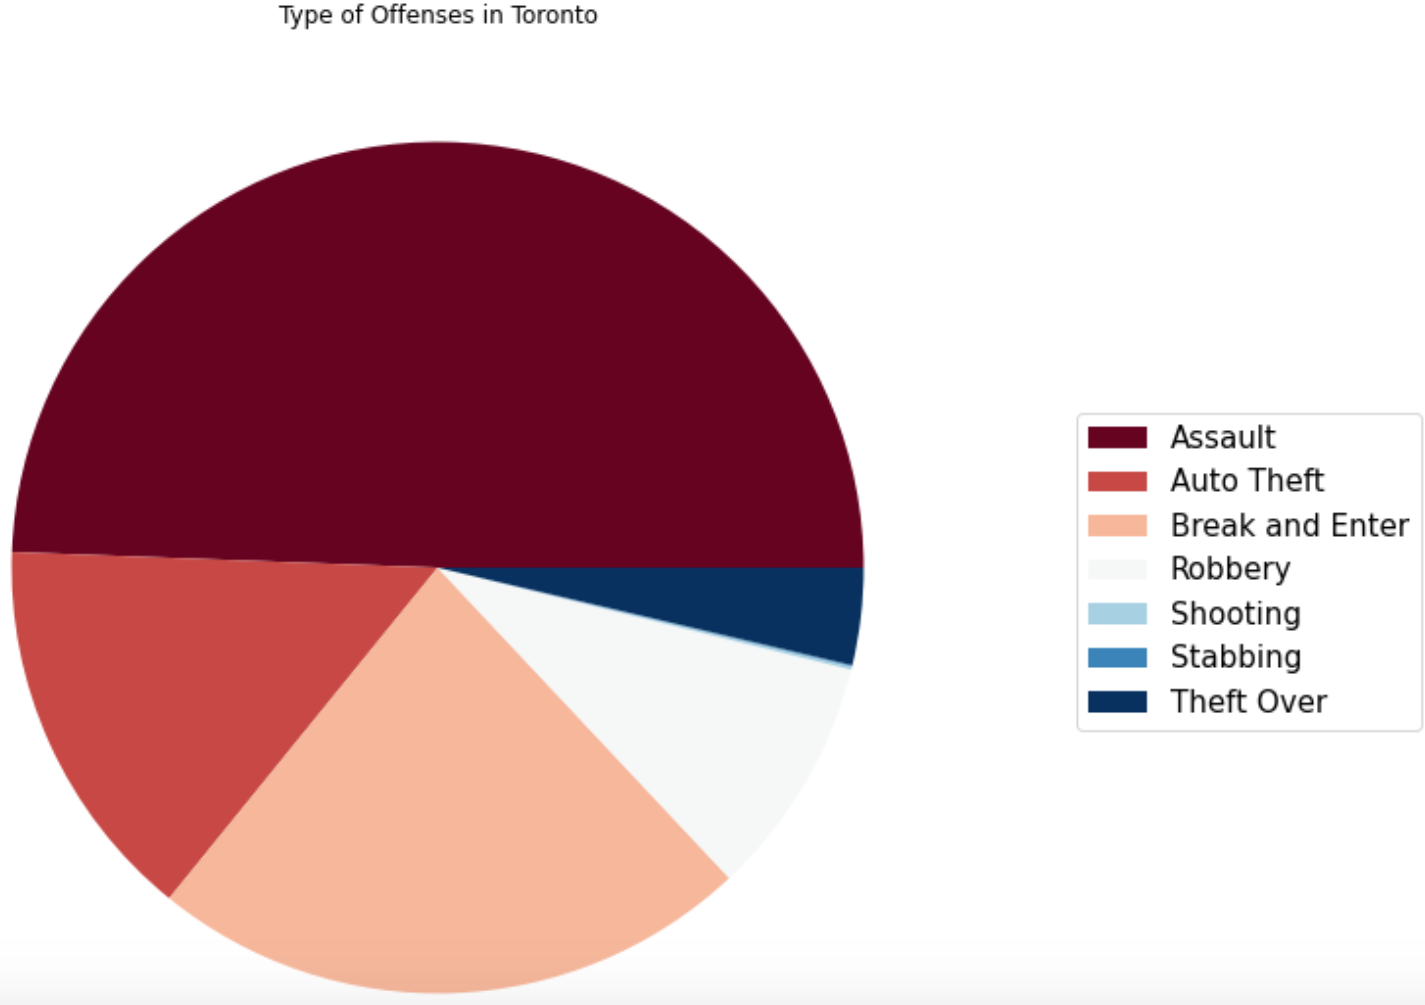 Type of Offenses in Toronto
Assault
Auto Theft
Break and Enter
Robbery
Shooting
Stabbing
Theft Over